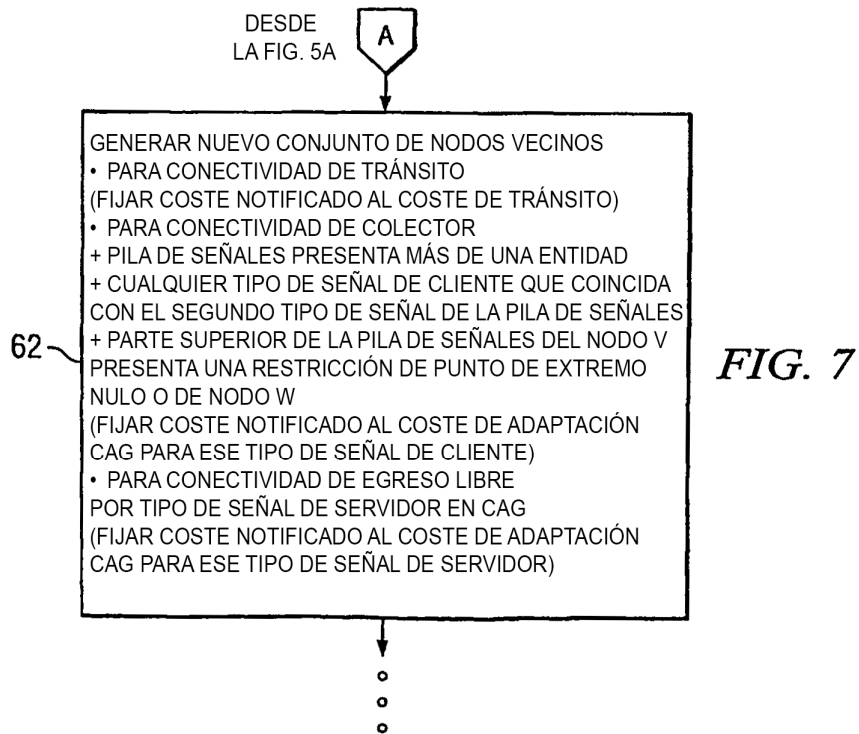 DESDE
LA FIG. 5A
A
GENERAR NUEVO CONJUNTO DE NODOS VECINOS
• PARA CONECTIVIDAD DE TRÁNSITO
(FIJAR COSTE NOTIFICADO AL COSTE DE TRÁNSITO)
• PARA CONECTIVIDAD DE COLECTOR
+ PILA DE SEÑALES PRESENTA MÁS DE UNA ENTIDAD
+ CUALQUIER TIPO DE SEÑAL DE CLIENTE QUE COINCIDA
CON EL SEGUNDO TIPO DE SEÑAL DE LA PILA DE SEÑALES
+ PARTE SUPERIOR DE LA PILA DE SEÑALES DEL NODO V
PRESENTA UNA RESTRICCIÓN DE PUNTO DE EXTREMO
NULO O DE NODO W
(FIJAR COSTE NOTIFICADO AL COSTE DE ADAPTACIÓN
CAG PARA ESE TIPO DE SEÑAL DE CLIENTE)
• PARA CONECTIVIDAD DE EGRESO LIBRE
POR TIPO DE SEÑAL DE SERVIDOR EN CAG
(FIJAR COSTE NOTIFICADO AL COSTE DE ADAPTACIÓN
CAG PARA ESE TIPO DE SEÑAL DE SERVIDOR)
62
FIG. 7